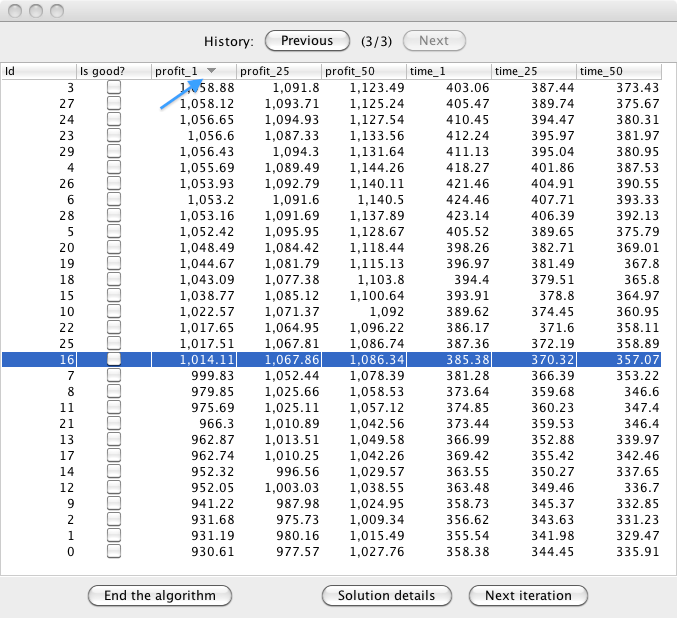 History: Previous (3/3) Next
Id Is good? profit_1 profit_25 profit_50 time_1 time_25 time_50
3 1,058.88 1,091.8 1,123.49 403.06 387.44 373.43
27 1,058.12 1,093.71 1,125.24 405.47 389.74 375.67
24 1,056.65 1,094.93 1,127.54 410.45 394.47 380.31
23 1,056.6 1,087.33 1,133.56 412.24 395.97 381.97
29 1,056.43 1,094.3 1,131.64 411.13 395.04 380.95
4 1,055.69 1,089.49 1,144.26 418.27 401.86 387.53
26 1,053.93 1,092.79 1,140.11 421.46 404.91 390.55
6 1,053.2 1,091.6 1,140.5 424.46 407.71 393.33
28 1,053.16 1,091.69 1,137.89 423.14 406.39 392.13
5 1,052.42 1,095.95 1,128.67 405.52 389.65 375.79
20 1,048.49 1,084.42 1,118.44 398.26 382.71 369.01
19 1,044.67 1,081.79 1,115.13 396.97 381.49 367.8
18 1,043.09 1,077.38 1,103.8 394.4 379.51 365.8
15 1,038.77 1,085.12 1,100.64 393.91 378.8 364.97
10 1,022.57 1,071.37 1,092 389.62 374.45 360.95
22 1,017.65 1,064.95 1,096.22 386.17 371.6 358.11
25 1,017.51 1,067.81 1,086.74 387.36 372.19 358.89
16 1,014.11 1,067.86 1,086.34 385.38 370.32 357.07
7 999.83 1,052.44 1,078.39 381.28 366.39 353.22
8 979.85 1,025.66 1,058.53 373.64 359.68 346.6
11 975.69 1,025.11 1,057.12 374.85 360.23 347.4
21 966.3 1,010.89 1,042.56 373.44 359.53 346.4
13 962.87 1,013.51 1,049.58 366.99 352.88 339.97
17 962.74 1,010.25 1,042.26 369.42 355.42 342.46
14 952.32 996.56 1,029.57 363.55 350.27 337.65
12 952.05 1,003.03 1,038.55 363.48 349.46 336.7
9 941.22 987.98 1,024.95 358.73 345.37 332.85
2 931.68 975.73 1,009.34 356.62 343.63 331.23
1 931.19 980.16 1,015.49 355.54 341.98 329.47
0 930.61 977.57 1,027.76 358.38 344.45 335.91
End the algorithm Solution details Next iteration